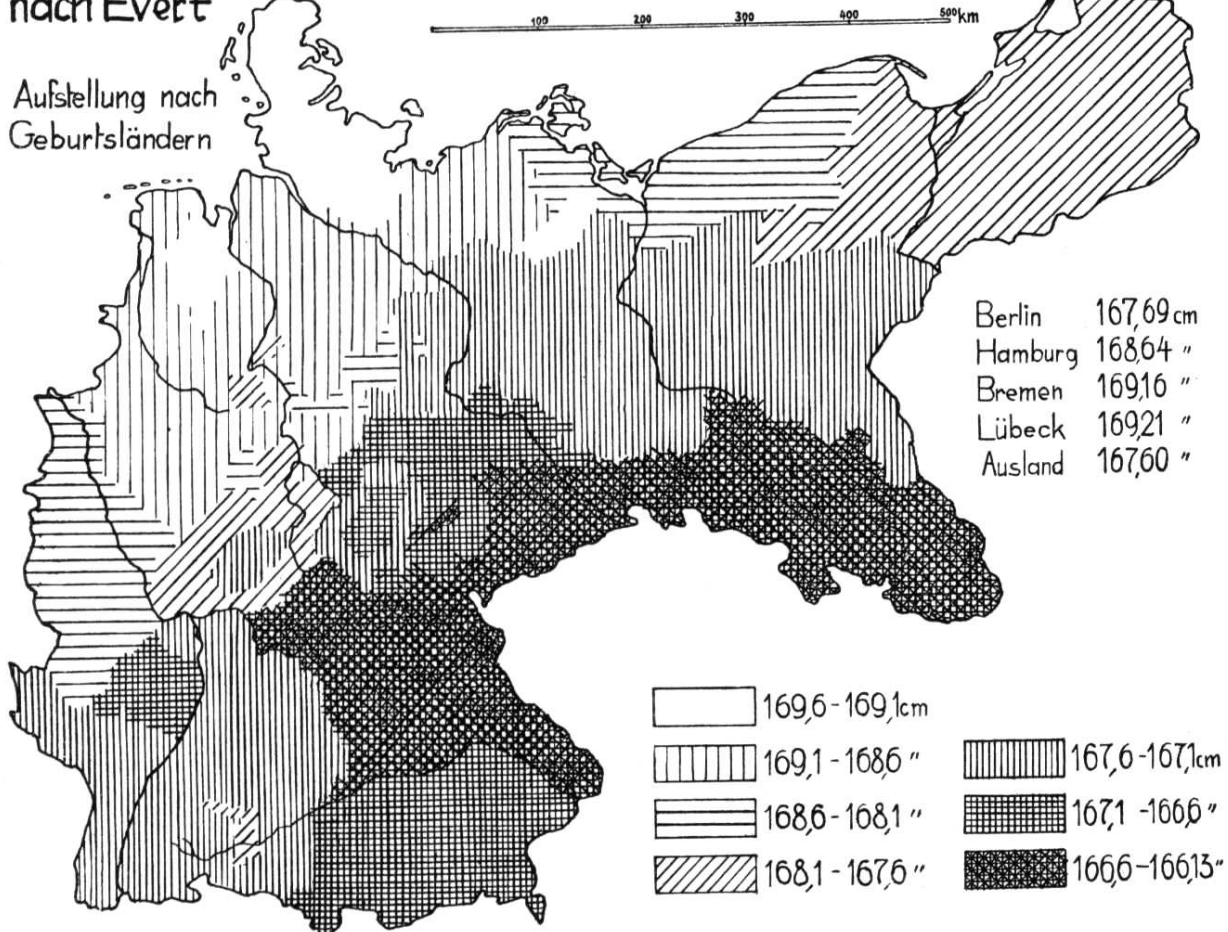 nach Evert
100 200 300 400 500 km
Aufstellung nach
Geburtsländern
Berlin 167,69 cm
Hamburg 168,64 "
Bremen 169,16 "
Lübeck 169,21 "
Ausland 167,60 "
169,6 - 169,1 cm
169,1 - 168,6 "
168,6 - 168,1 "
168,1 - 167,6 "
167,6 - 167,1 cm
167,1 - 166,6 "
166,6 - 166,13 "